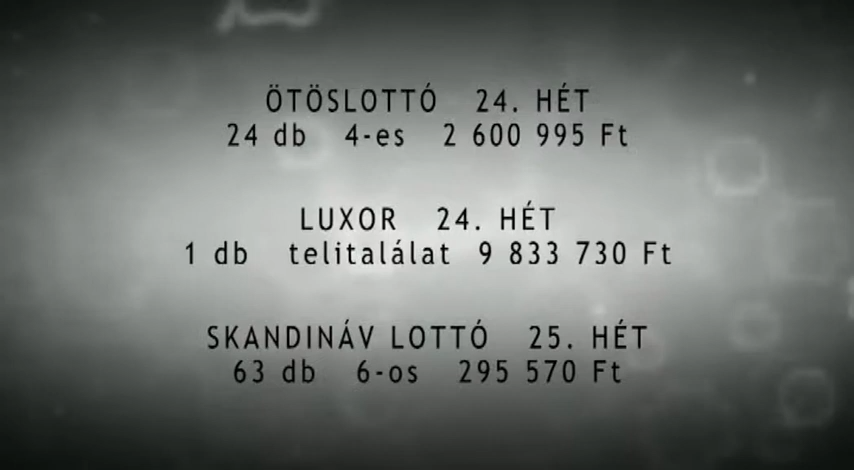 ÖTÖSLOTTÓ 24. HÉT
24 db 4-es 2 600 995 Ft
LUXOR 24. HÉT
1 db telitalálat 9 833 730 Ft
SKANDINÁV LOTTÓ 25. HÉT
63 db 6-os 295 570 Ft